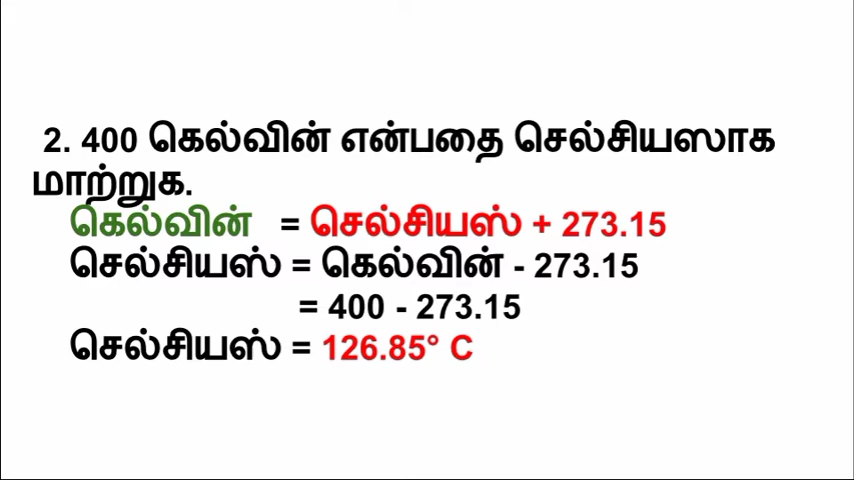 2. 400 கெல்வின் என்பதை செல்சியஸாக
மாற்றுக.
கெல்வின் = செல்சியஸ் + 273.15
செல்சியஸ் = கெல்வின் - 273.15
= 400 - 273.15
செல்சியஸ் = 126.85° C